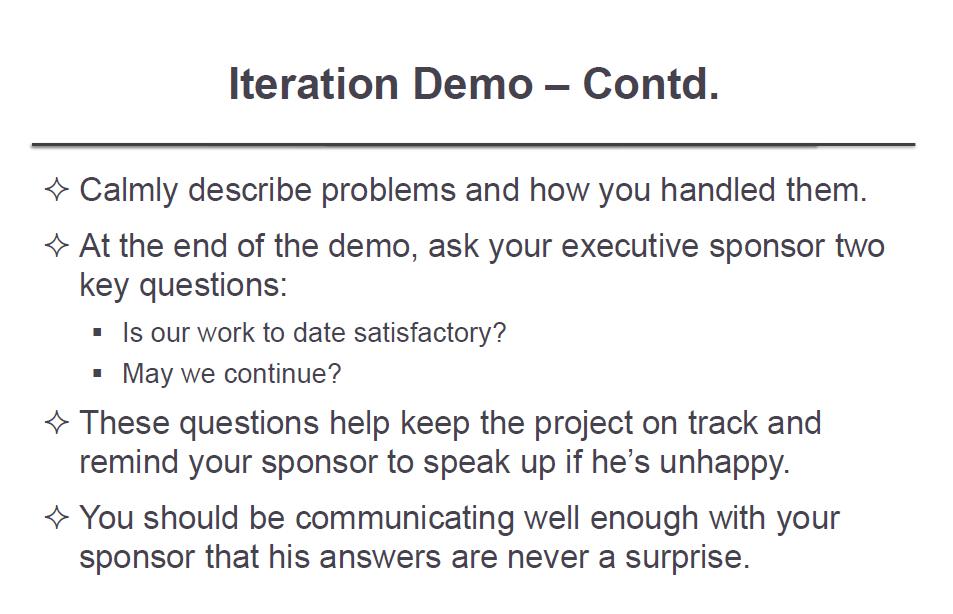 Iteration Demo – Contd.
✧ Calmly describe problems and how you handled them.
✧ At the end of the demo, ask your executive sponsor two
key questions:
▪ Is our work to date satisfactory?
▪ May we continue?
✧ These questions help keep the project on track and
remind your sponsor to speak up if he’s unhappy.
✧ You should be communicating well enough with your
sponsor that his answers are never a surprise.